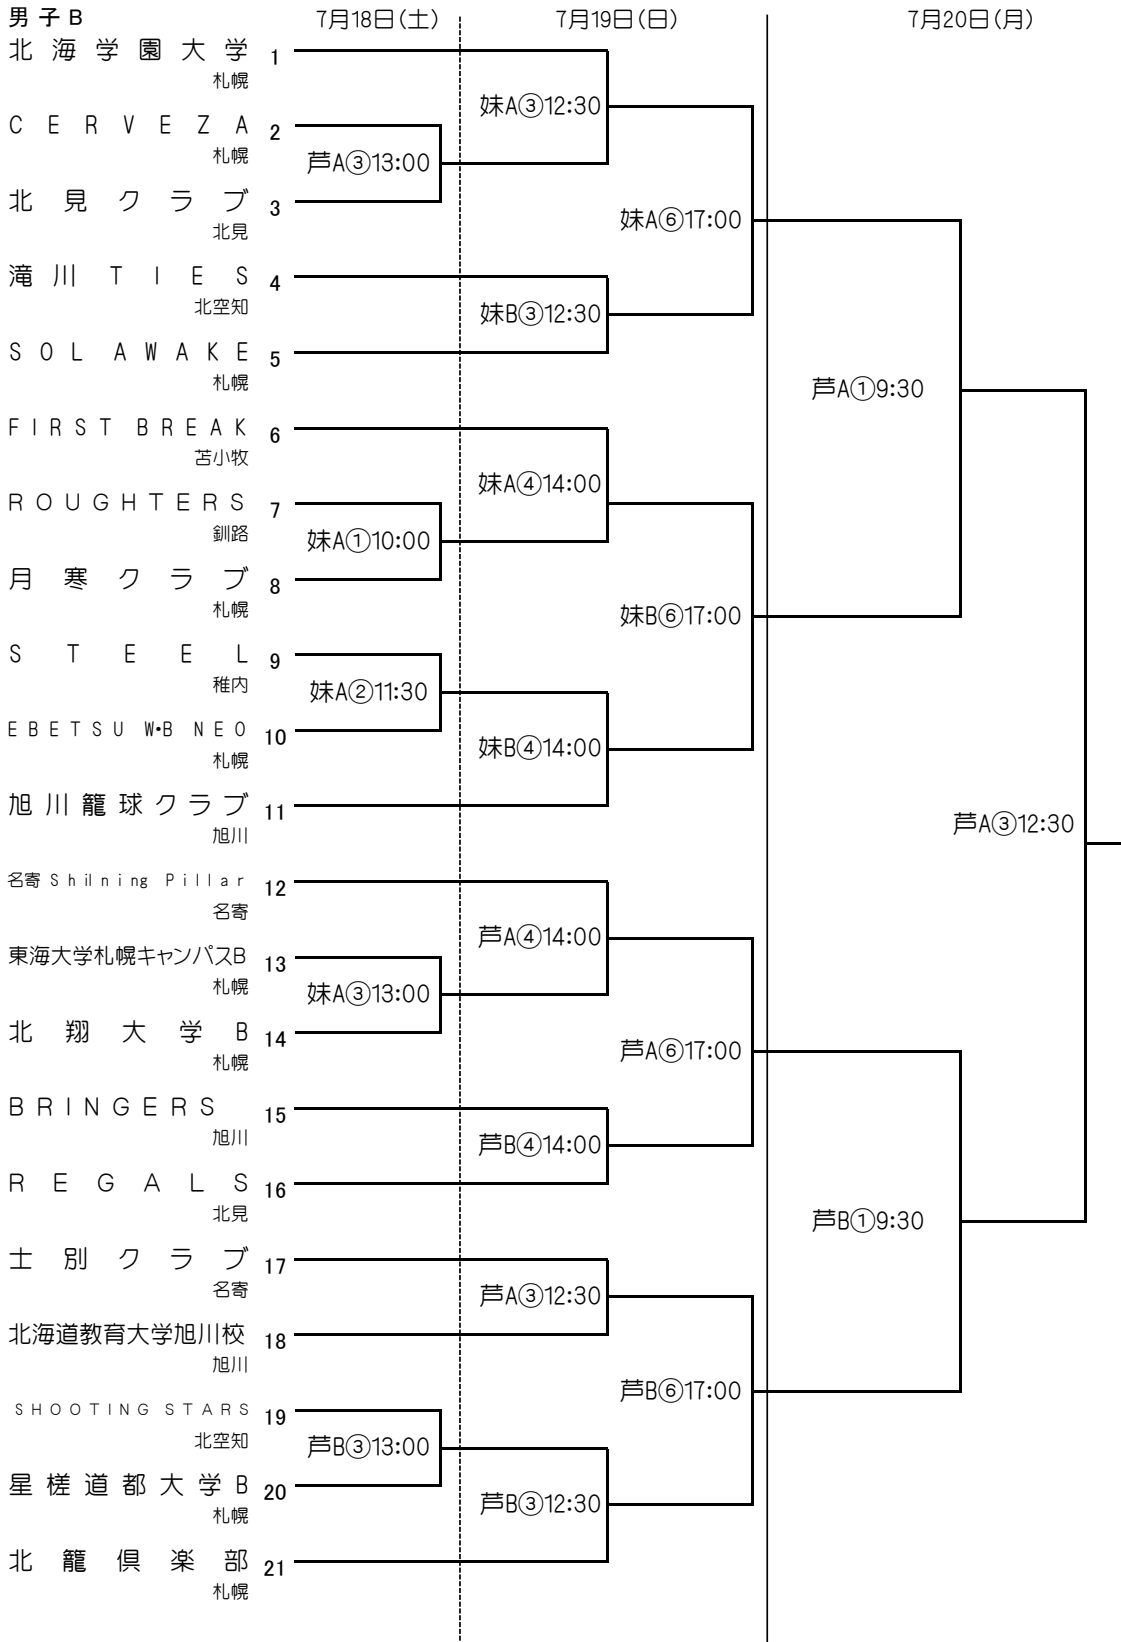 男子B 7月18日(土) 7月19日(日) 7月20日(月)
北海学園大学 1
札幌
妹A③12:30
CERVEZA 2
札幌
芦A③13:00
北見クラブ 3
北見
妹A⑥17:00
滝川TIES 4
北空知
妹B③12:30
SOL AWAKE 5
札幌
芦A①9:30
FIRST BREAK 6
苫小牧
妹A④14:00
ROUGHTERS 7
釧路
妹A①10:00
月寒クラブ 8
札幌
妹B⑥17:00
STEEL 9
稚内
妹A②11:30
EBETSU W•B NEO 10
札幌
妹B④14:00
旭川籠球クラブ 11
旭川
芦A③12:30
名寄Shilning Pillar 12
名寄
芦A④14:00
東海大学札幌キャンパスB 13
札幌
妹A③13:00
北翔大学B 14
札幌
芦A⑥17:00
BRINGERS 15
旭川
芦B④14:00
REGALS 16
北見
芦B①9:30
士別クラブ 17
名寄
芦A③12:30
北海道教育大学旭川校 18
旭川
芦B⑥17:00
SHOOTING STARS 19
北空知
芦B③13:00
星槎道都大学B 20
札幌
芦B③12:30
北籠倶楽部 21
札幌